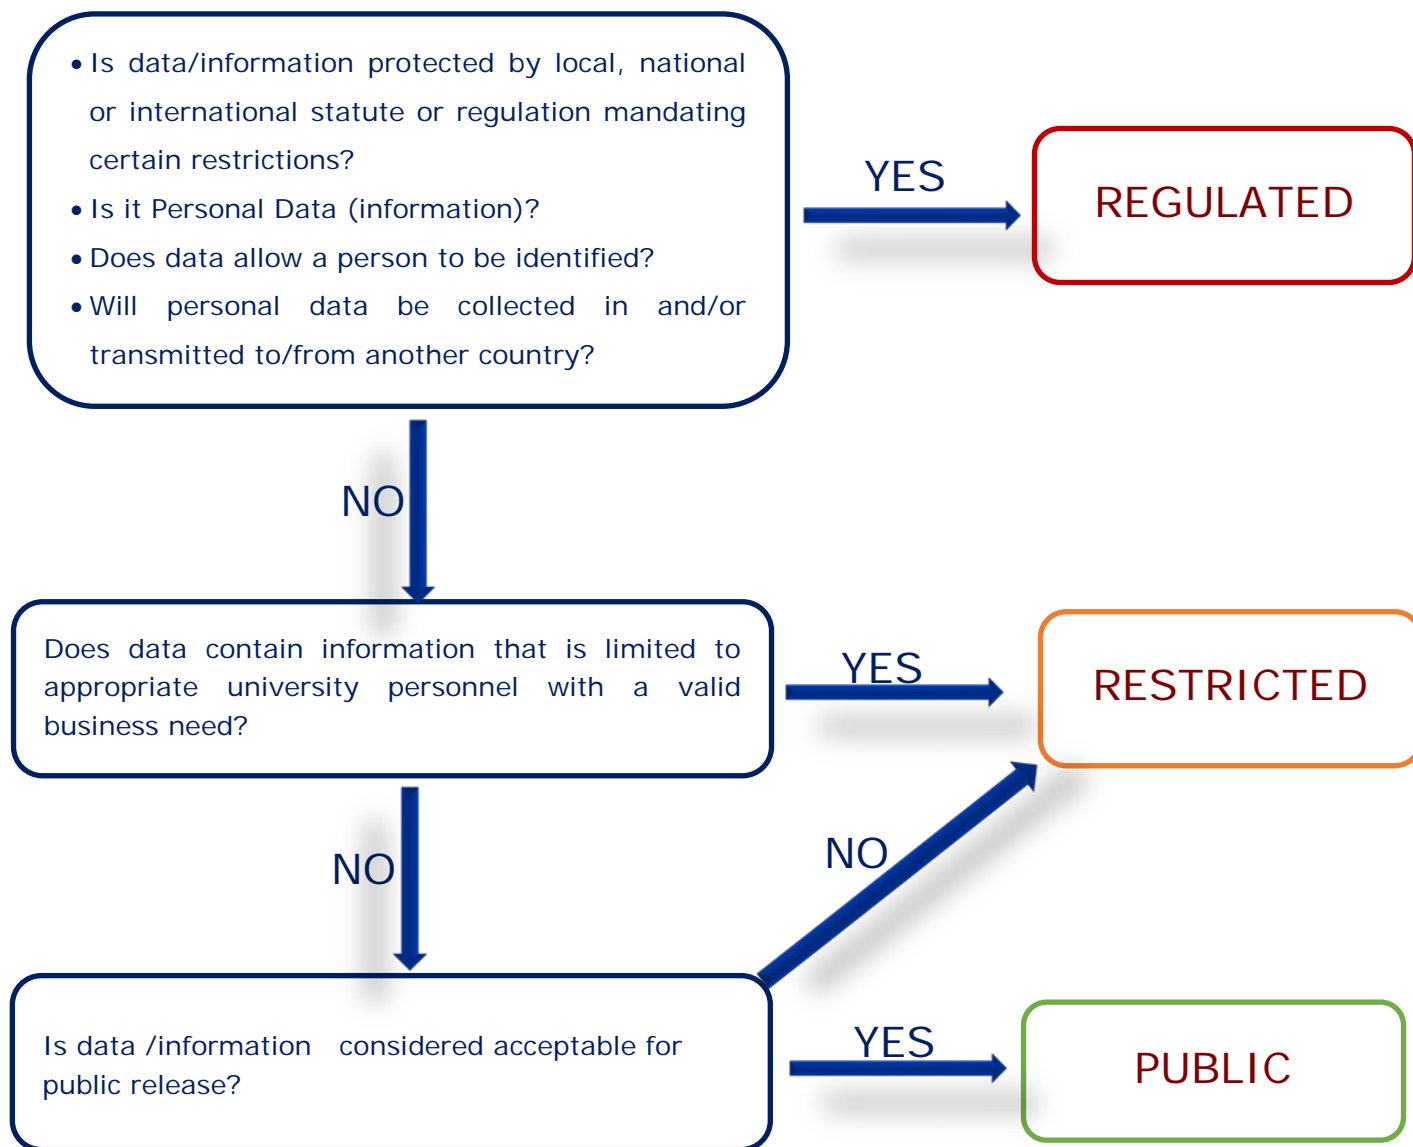 • Is data/information protected by local, national
or international statute or regulation mandating
certain restrictions?
• Is it Personal Data (information)?
• Does data allow a person to be identified?
• Will personal data be collected in and/or
transmitted to/from another country?
YES
REGULATED
NO
Does data contain information that is limited to
appropriate university personnel with a valid
business need?
YES
RESTRICTED
NO
NO
Is data /information considered acceptable for
public release?
YES
PUBLIC